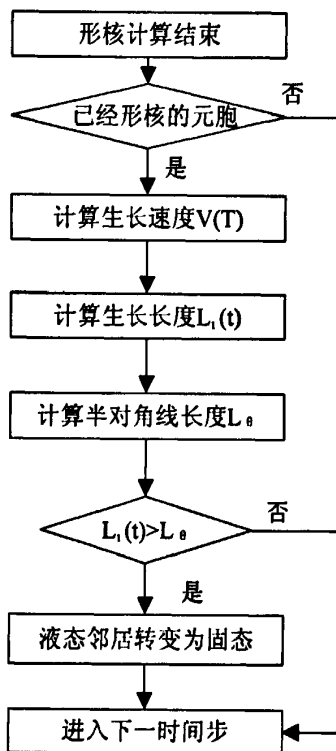 形核计算结束
已经形核的元胞
否
是
计算生长速度V(T)
计算生长长度L₁(t)
计算半对角线长度Lθ
L₁(t)>Lθ
否
是
液态邻居转变为固态
进入下一时间步